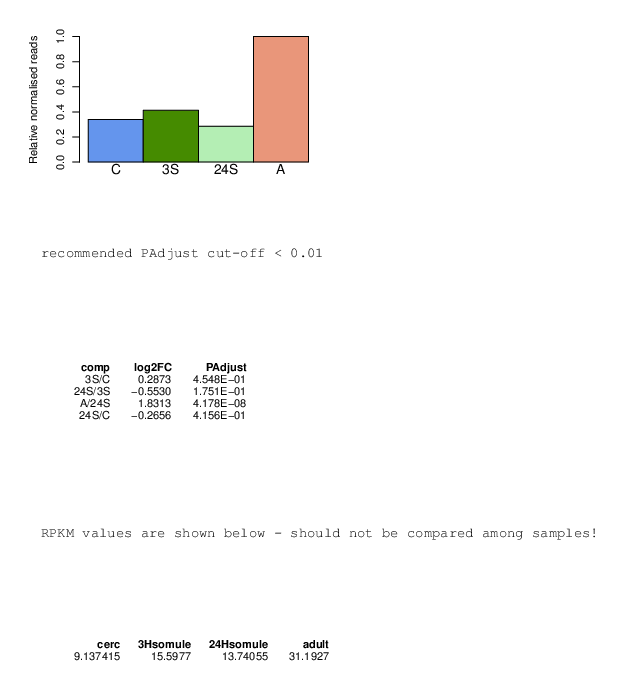 Relative normalised reads
1.0
0.8
0.6
0.4
0.2
0.0
C 3S 24S A
recommended PAdjust cut-off < 0.01
comp log2FC PAdjust
3S/C 0.2873 4.548E−01
24S/3S −0.5530 1.751E−01
A/24S 1.8313 4.178E−08
24S/C −0.2656 4.156E−01
RPKM values are shown below - should not be compared among samples!
cerc 3Hsomule 24Hsomule adult
9.137415 15.5977 13.74055 31.1927